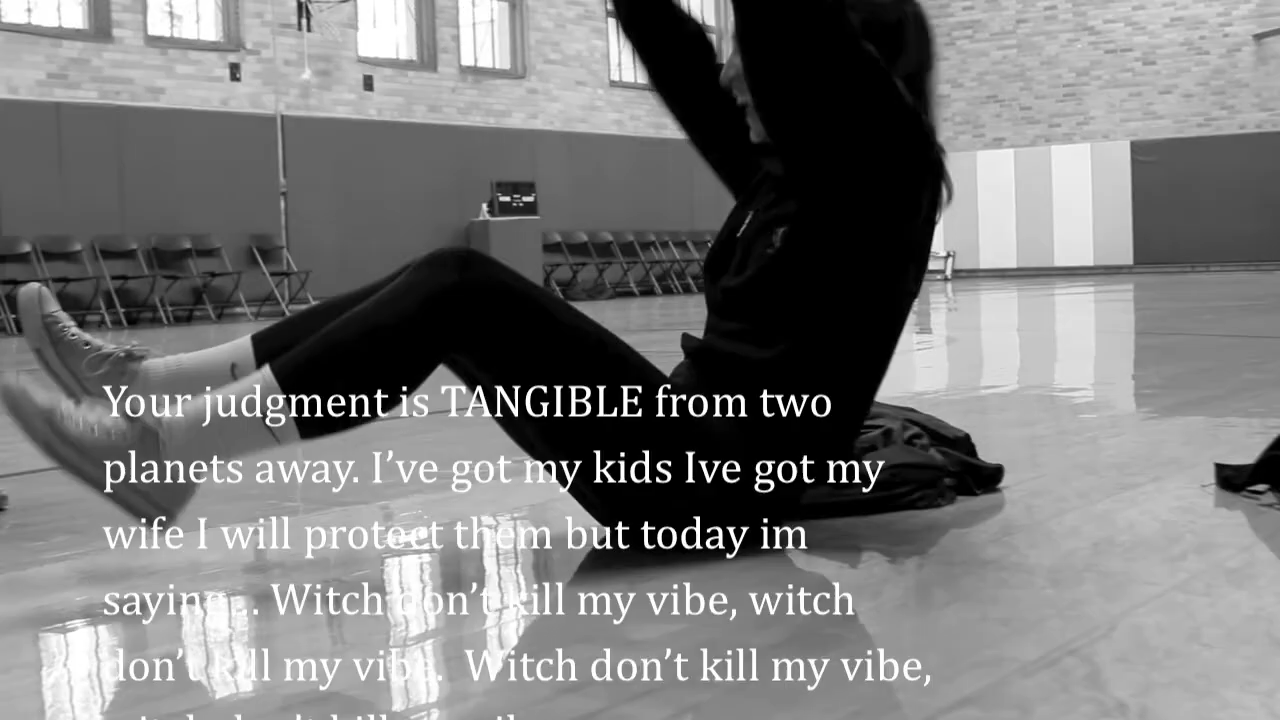 Your judgment is TANGIBLE from two
planets away. I’ve got my kids Ive got my
wife I will protect them but today im
saying... Witch don’t kill my vibe, witch
don’t kill my vibe.  Witch don’t kill my vibe,